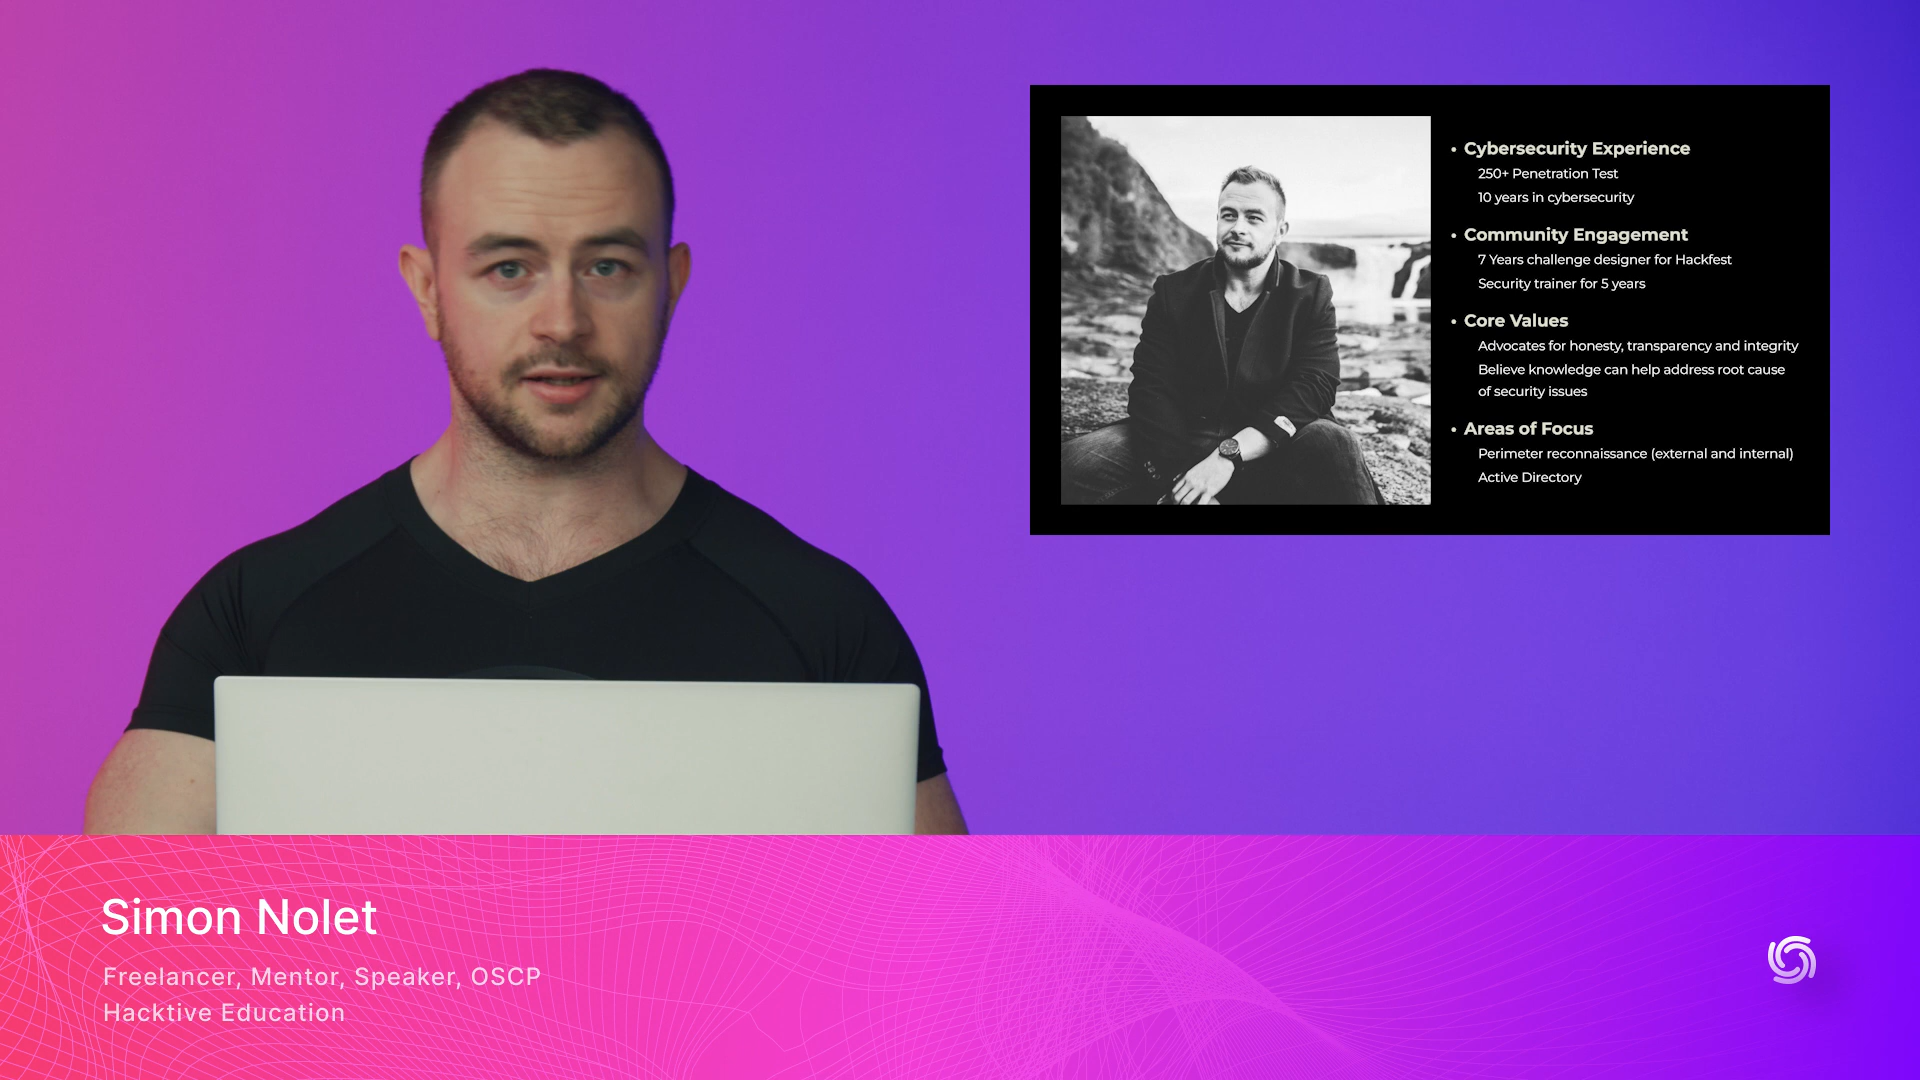 • Cybersecurity Experience
250+ Penetration Test
10 years in cybersecurity
• Community Engagement
7 Years challenge designer for Hackfest
Security trainer for 5 years
• Core Values
Advocates for honesty, transparency and integrity
Believe knowledge can help address root cause
of security issues
• Areas of Focus
Perimeter reconnaissance (external and internal)
Active Directory
Simon Nolet
Freelancer, Mentor, Speaker, OSCP
Hacktive Education